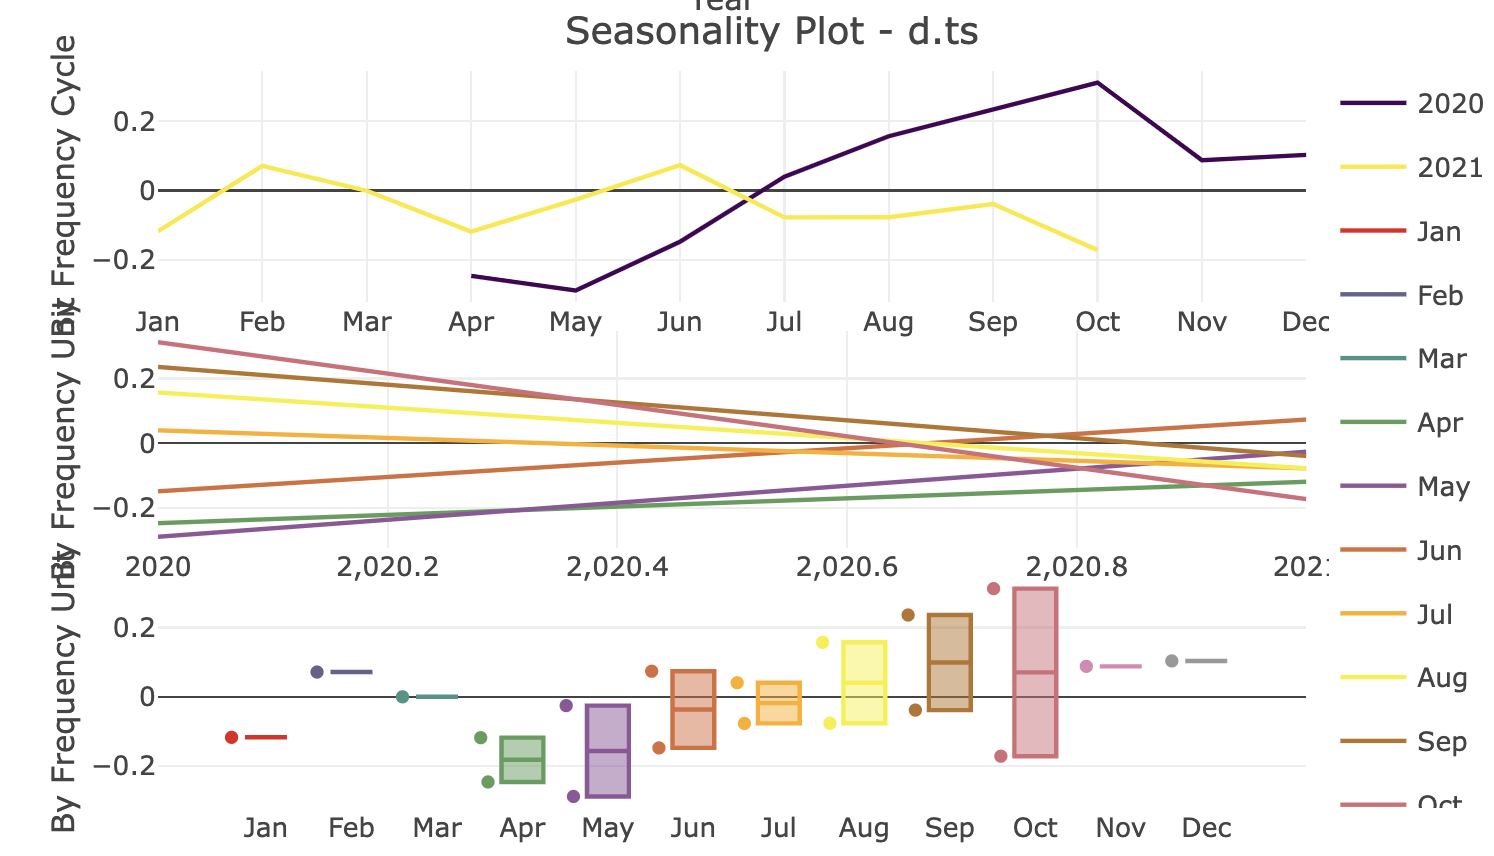 Year
Seasonality Plot - d.ts
By Frequency Cycle
0.2
0
−0.2
Jan Feb Mar Apr May Jun Jul Aug Sep Oct Nov Dec
By Frequency Unit
0.2
0
−0.2
2020 2,020.2 2,020.4 2,020.6 2,020.8 2021
By Frequency Unit
0.2
0
−0.2
Jan Feb Mar Apr May Jun Jul Aug Sep Oct Nov Dec
2020
2021
Jan
Feb
Mar
Apr
May
Jun
Jul
Aug
Sep
Oct